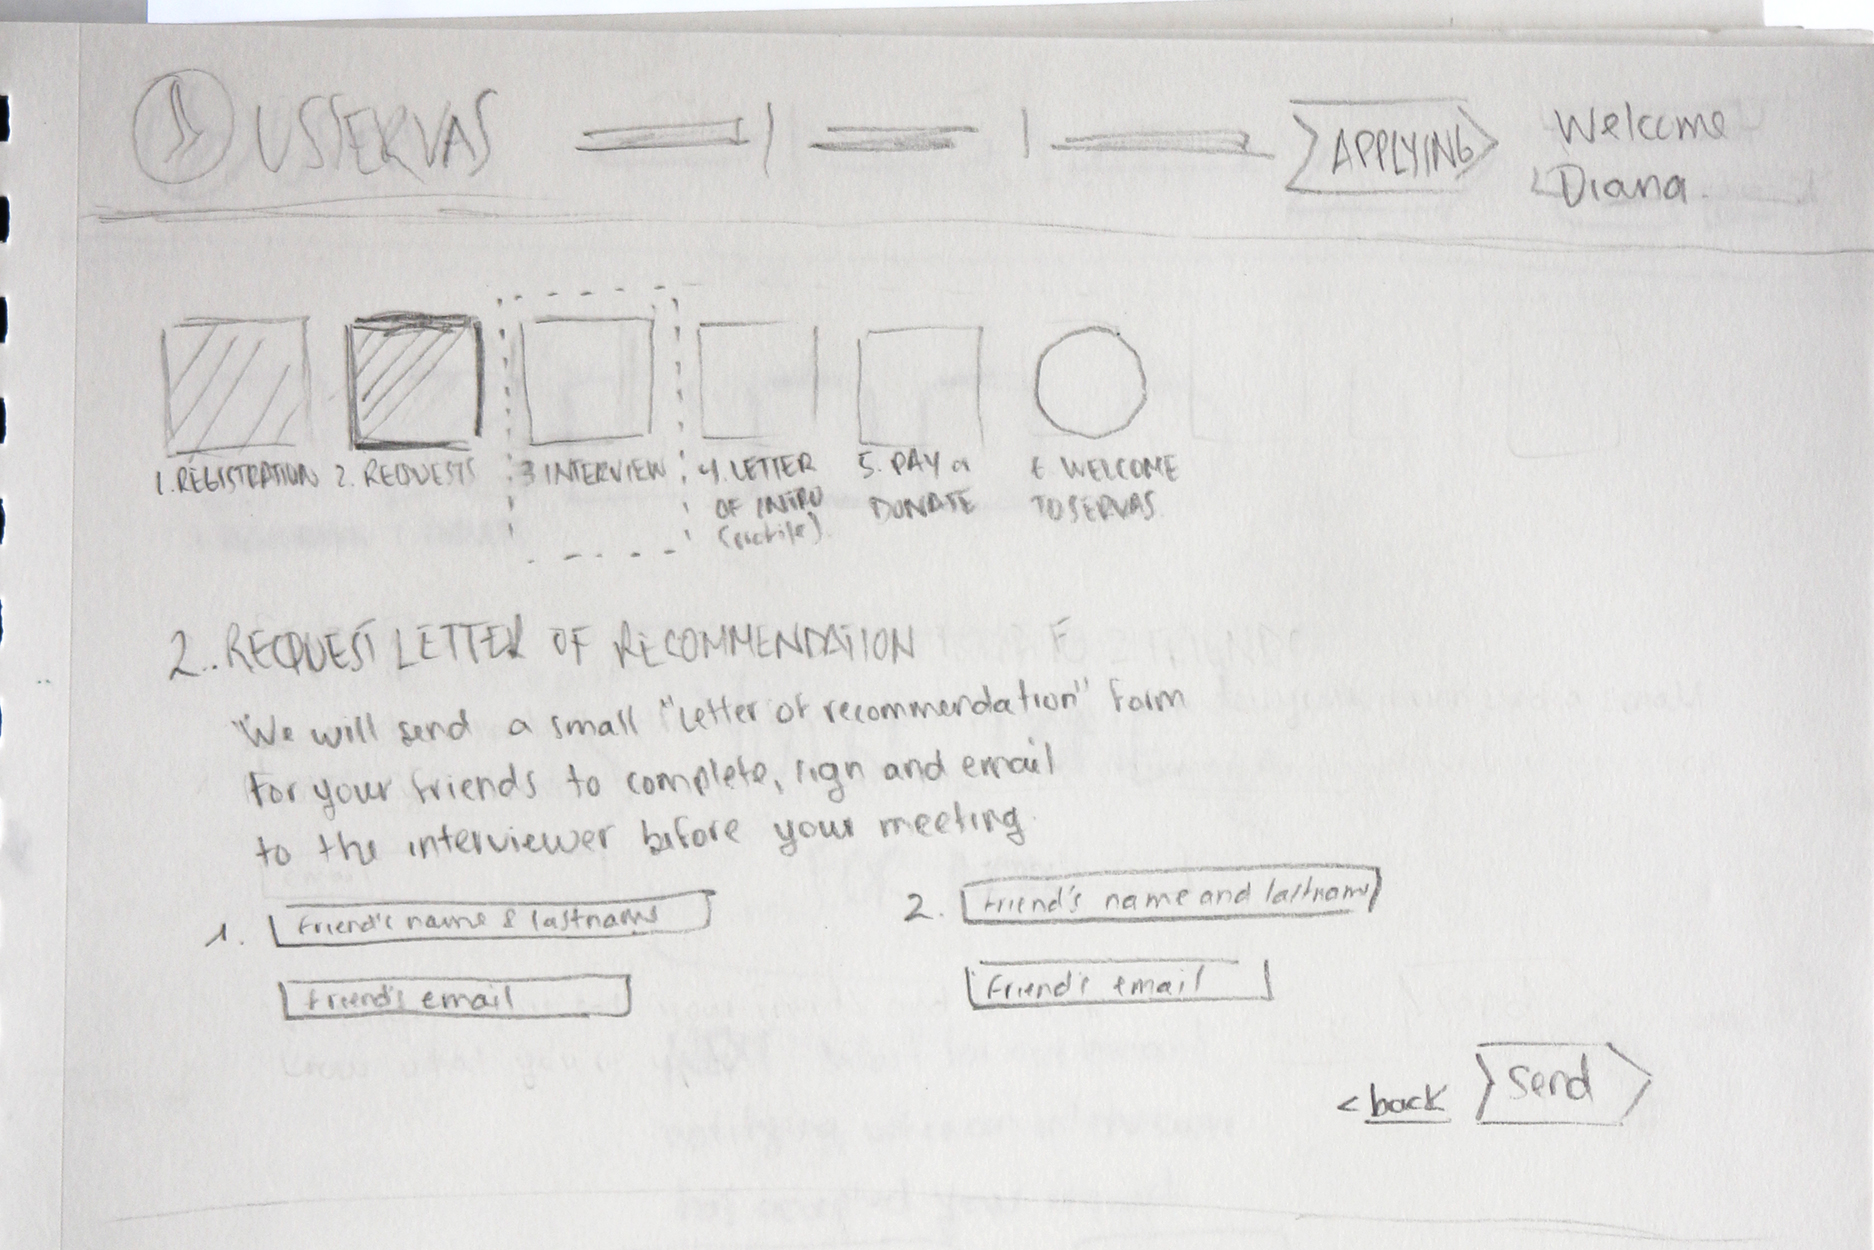 USSERVAS
APPLYING
Welcome
Diana.
1. REGISTRATION
2. REQUESTS
3 INTERVIEW
4. LETTER
OF INTRO
(profile)
5. PAY or
DONATE
6. WELCOME
TO SERVAS.
2.. REQUEST LETTER OF RECOMMENDATION
"We will send a small "letter of recommendation" form
for your friends to complete, sign and email
to the interviewer before your meeting.
1. Friend's name & lastname
Friend's email
2. Friend's name and lastname
Friend's email
< back
Send